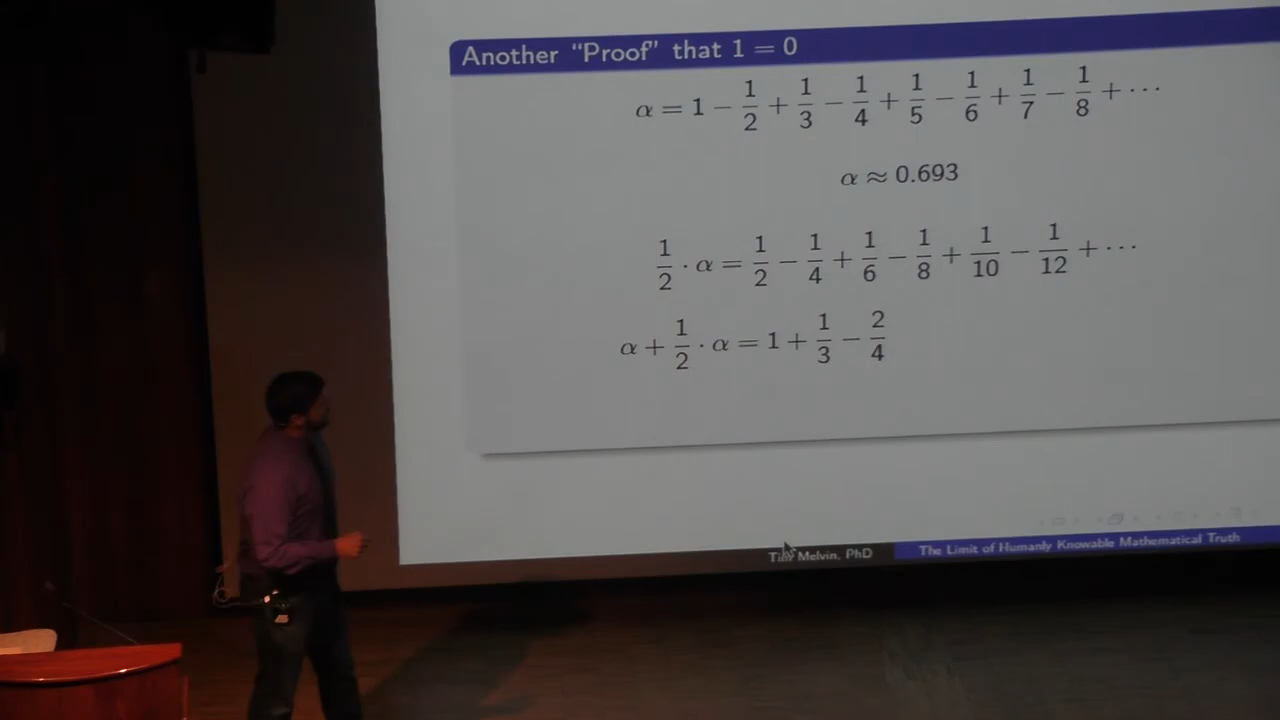 Another “Proof” that 1 = 0
α = 1 − 1/2 + 1/3 − 1/4 + 1/5 − 1/6 + 1/7 − 1/8 + ···
α ≈ 0.693
1/2 · α = 1/2 − 1/4 + 1/6 − 1/8 + 1/10 − 1/12 + ···
α + 1/2 · α = 1 + 1/3 − 2/4
Tim Melvin, PhD
The Limit of Humanly Knowable Mathematical Truth